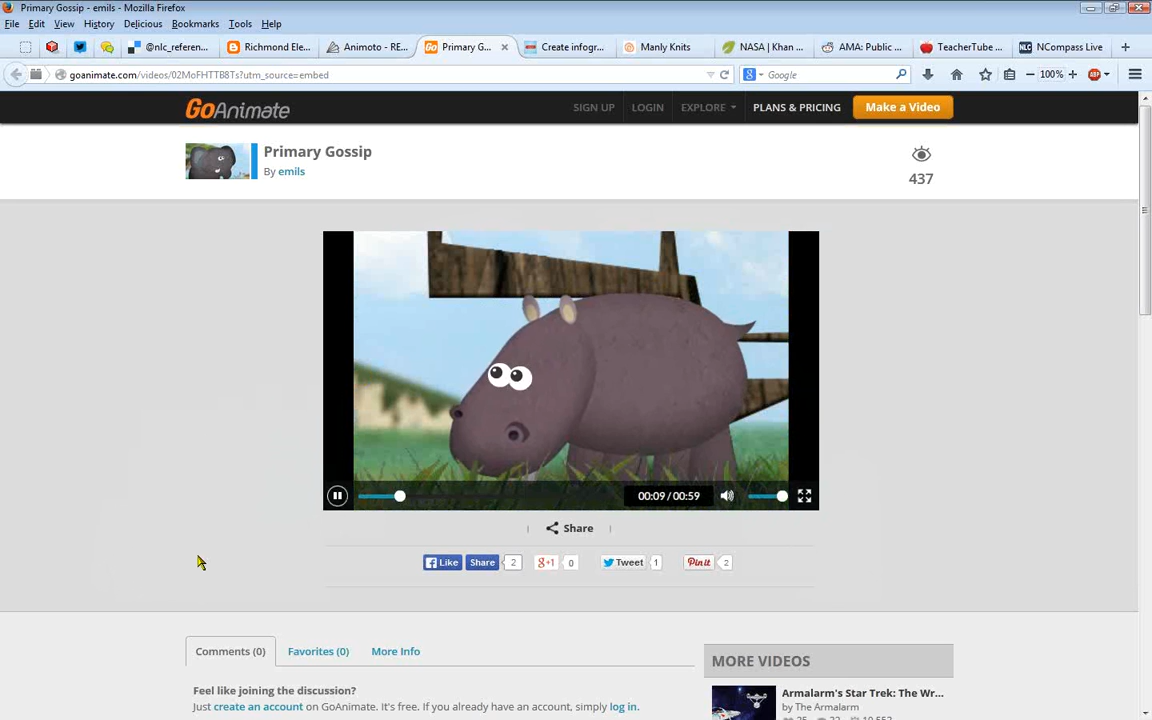 Primary Gossip - emils - Mozilla Firefox
File Edit View History Delicious Bookmarks Tools Help
@nlc_referen... Richmond Ele... Animoto - RE... Primary G... Create infogr... Manly Knits NASA | Khan ... AMA: Public ... TeacherTube ... NCompass Live
goanimate.com/videos/02MoFHTTB8Ts?utm_source=embed Google 100% ABP
GoAnimate SIGN UP LOGIN EXPLORE PLANS & PRICING Make a Video
Primary Gossip
By emils
437
00:09 / 00:59
Share
Like Share 2 g+1 0 Tweet 1 Pin it 2
Comments (0) Favorites (0) More Info
MORE VIDEOS
Feel like joining the discussion?
Just create an account on GoAnimate. It's free. If you already have an account, simply log in.
Armalarm's Star Trek: The Wr...
by The Armalarm